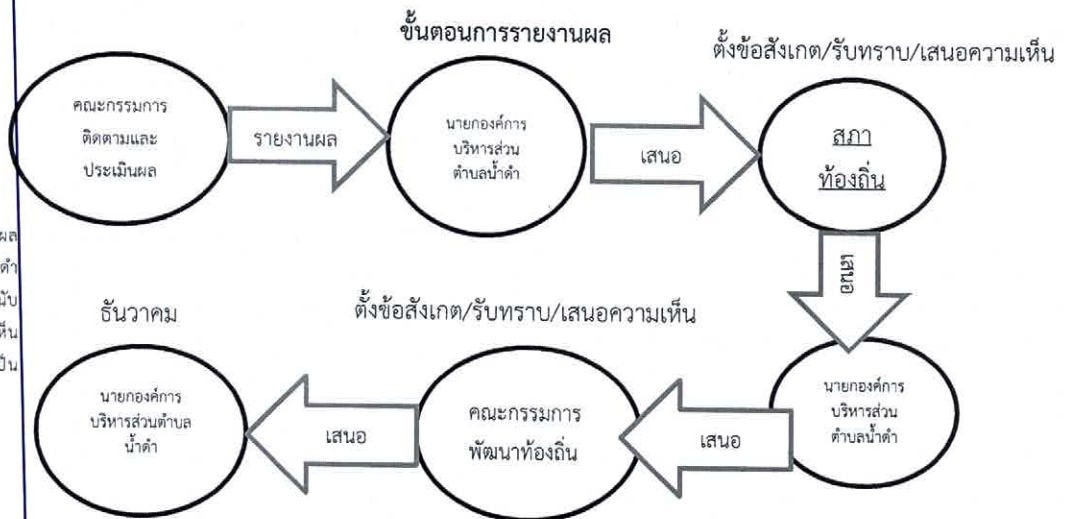 ขั้นตอนการรายงานผล
ตั้งข้อสังเกต/รับทราบ/เสนอความเห็น
คณะกรรมการ
ติดตามและ
ประเมินผล
รายงานผล
นายกองค์การ
บริหารส่วน
ตำบลน้ำดำ
เสนอ
สภา
ท้องถิ่น
เสนอ
นายกองค์การ
บริหารส่วน
ตำบลน้ำดำ
เสนอ
ตั้งข้อสังเกต/รับทราบ/เสนอความเห็น
คณะกรรมการ
พัฒนาท้องถิ่น
เสนอ
ธันวาคม
นายกองค์การ
บริหารส่วนตำบล
น้ำดำ